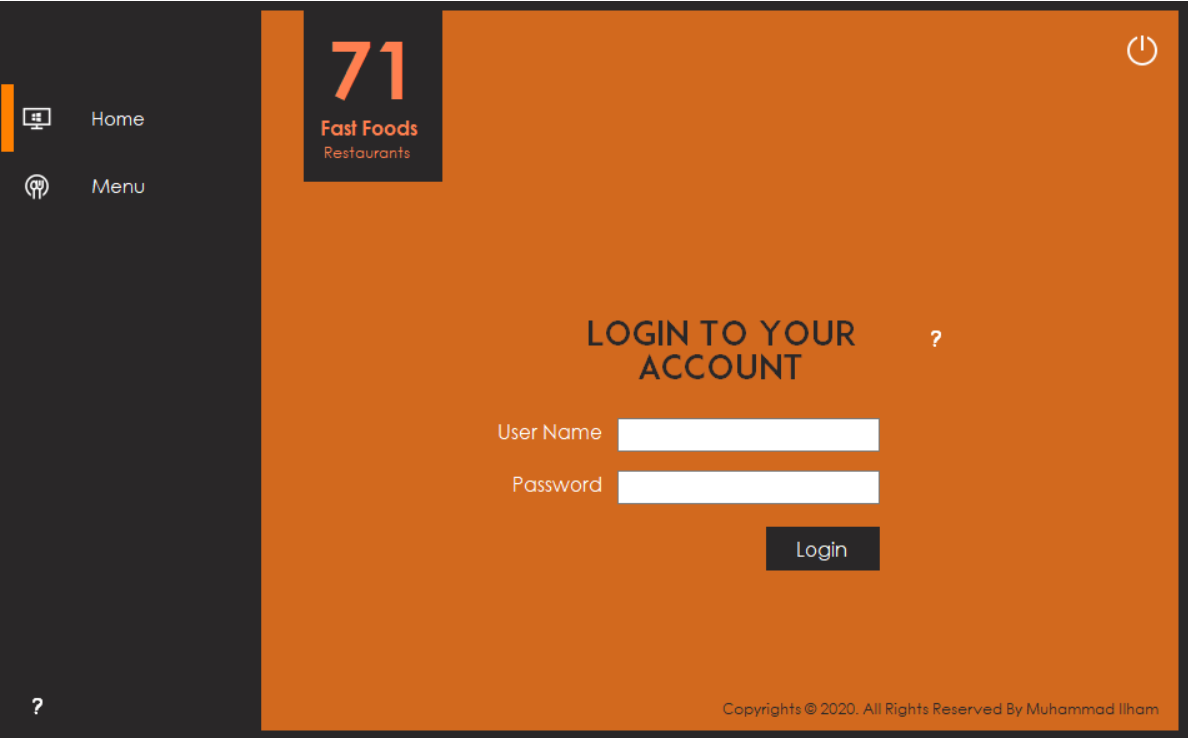 Home
Menu
?
71
Fast Foods
Restaurants
LOGIN TO YOUR
ACCOUNT
?
User Name
Password
Login
Copyrights © 2020. All Rights Reserved By Muhammad Ilham